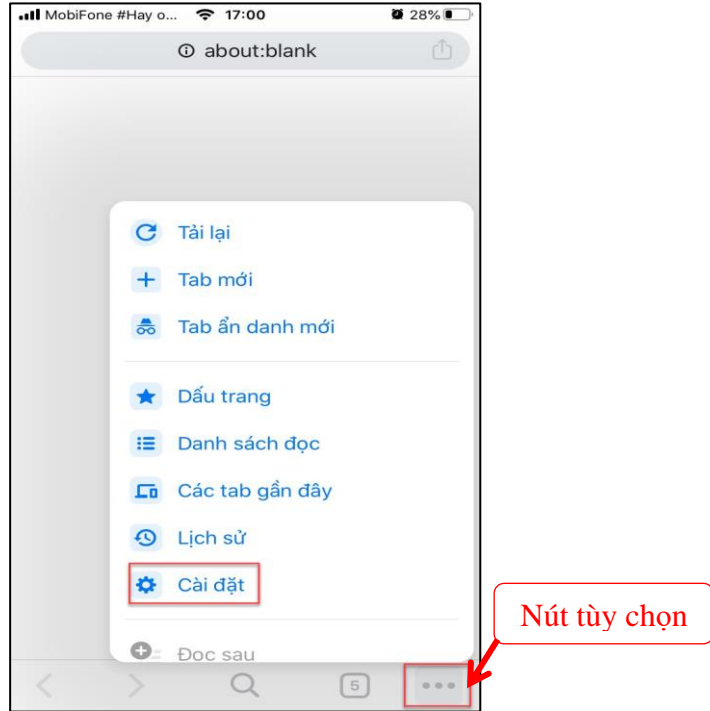 MobiFone #Hay o... 17:00 28%
about:blank
Tải lại
Tab mới
Tab ẩn danh mới
Dấu trang
Danh sách đọc
Các tab gần đây
Lịch sử
Cài đặt
Nút tùy chọn
Đọc sau
5